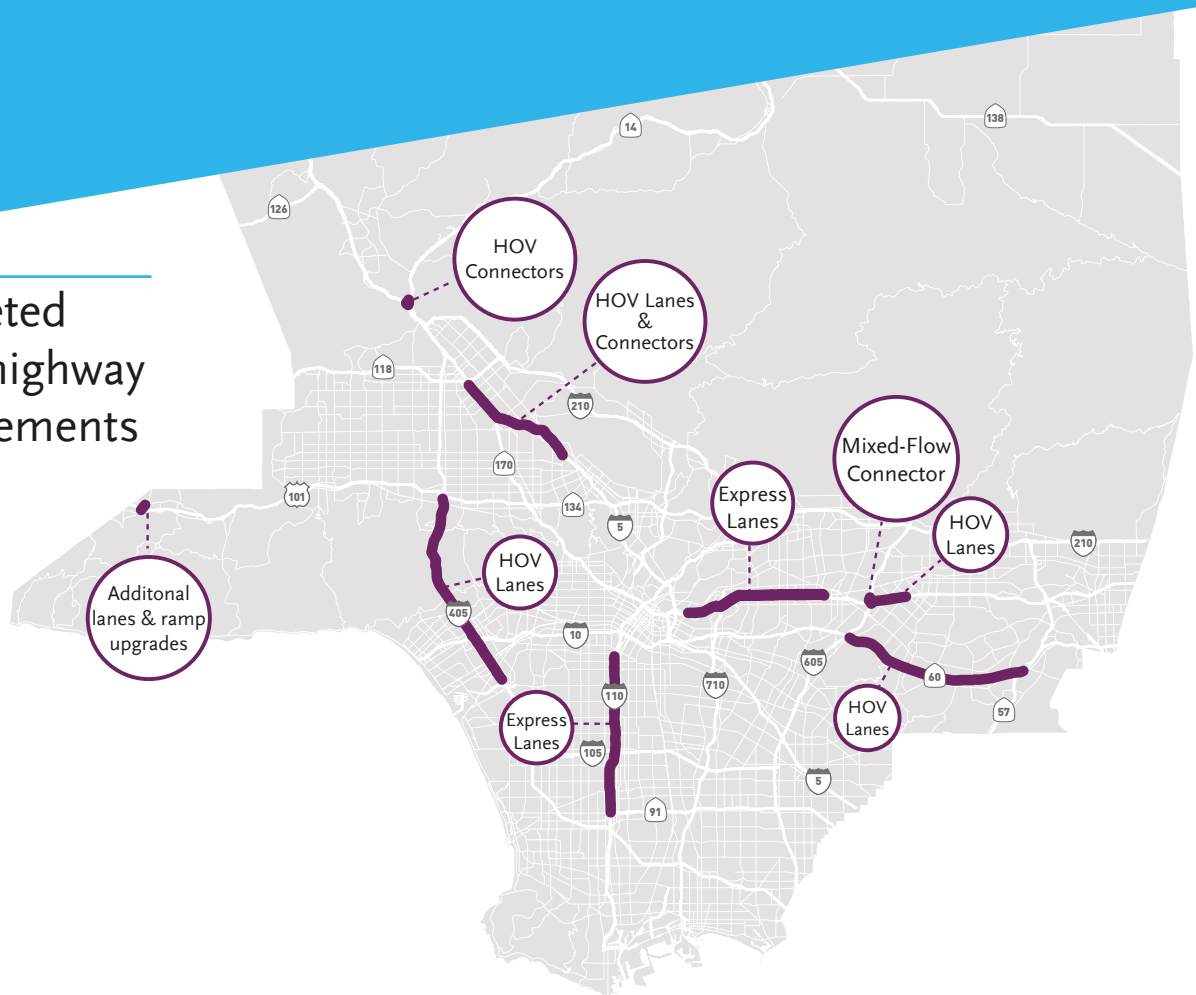 eted
highway
ements
14
138
126
HOV
Connectors
HOV Lanes
&
Connectors
118
210
170
Mixed-Flow
Connector
101
134
5
Express
Lanes
HOV
Lanes
210
HOV
Lanes
Additonal
lanes & ramp
upgrades
405
10
605
60
710
110
57
HOV
Lanes
Express
Lanes
105
5
91